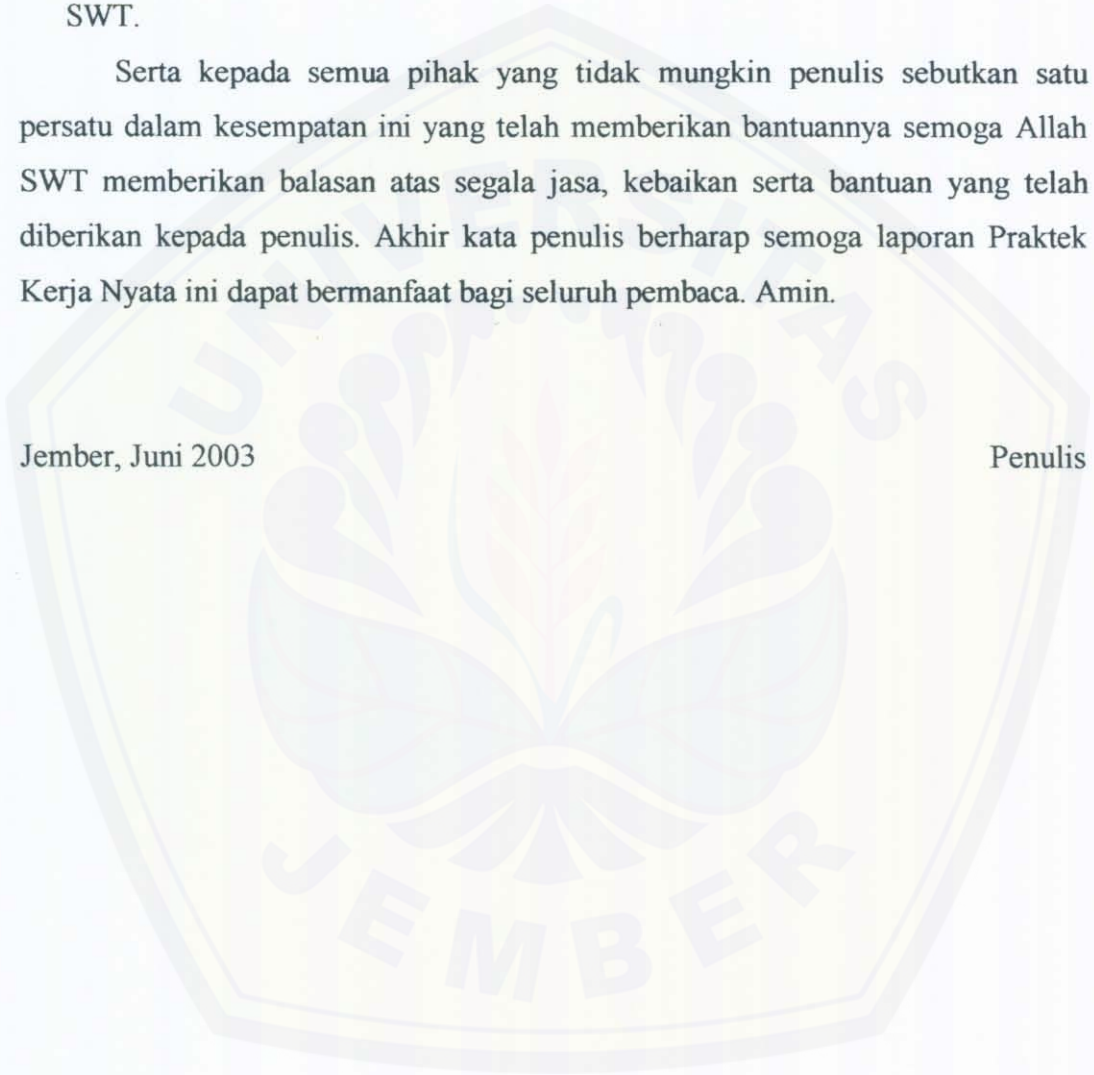 SWT.
Serta kepada semua pihak yang tidak mungkin penulis sebutkan satu
persatu dalam kesempatan ini yang telah memberikan bantuannya semoga Allah
SWT memberikan balasan atas segala jasa, kebaikan serta bantuan yang telah
diberikan kepada penulis. Akhir kata penulis berharap semoga laporan Praktek
Kerja Nyata ini dapat bermanfaat bagi seluruh pembaca. Amin.
Jember, Juni 2003 Penulis
UNIVERSITAS
JEMBER